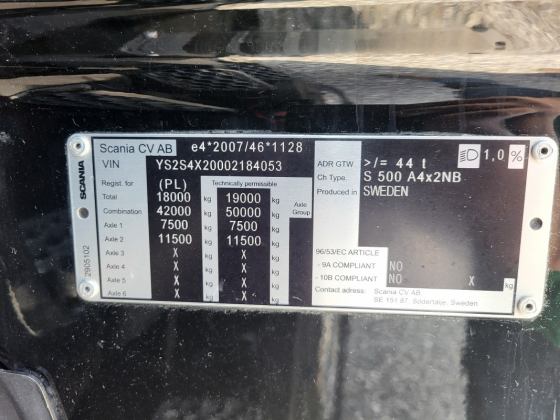 Scania CV AB e4*2007/46*1128
VIN YS2S4X20002184053
Regist. for (PL) Technically permissible
Total 18000 kg 19000 kg
Combination 42000 kg 50000 kg
Axle Group
Axle 1 7500 kg 7500 kg
Axle 2 11500 kg 11500 kg
Axle 3 X kg X kg
Axle 4 X kg X kg
Axle 5 X kg X kg
Axle 6 X kg X kg
ADR GTW >/= 44 t 1,0 %
Ch Type: S 500 A4x2NB
Produced in SWEDEN
96/53/EC ARTICLE
- 9A COMPLIANT NO
- 10B COMPLIANT NO X kg
Contact adress: Scania CV AB,
SE 151 87, Södertälje, Sweden
SCANIA
2905102